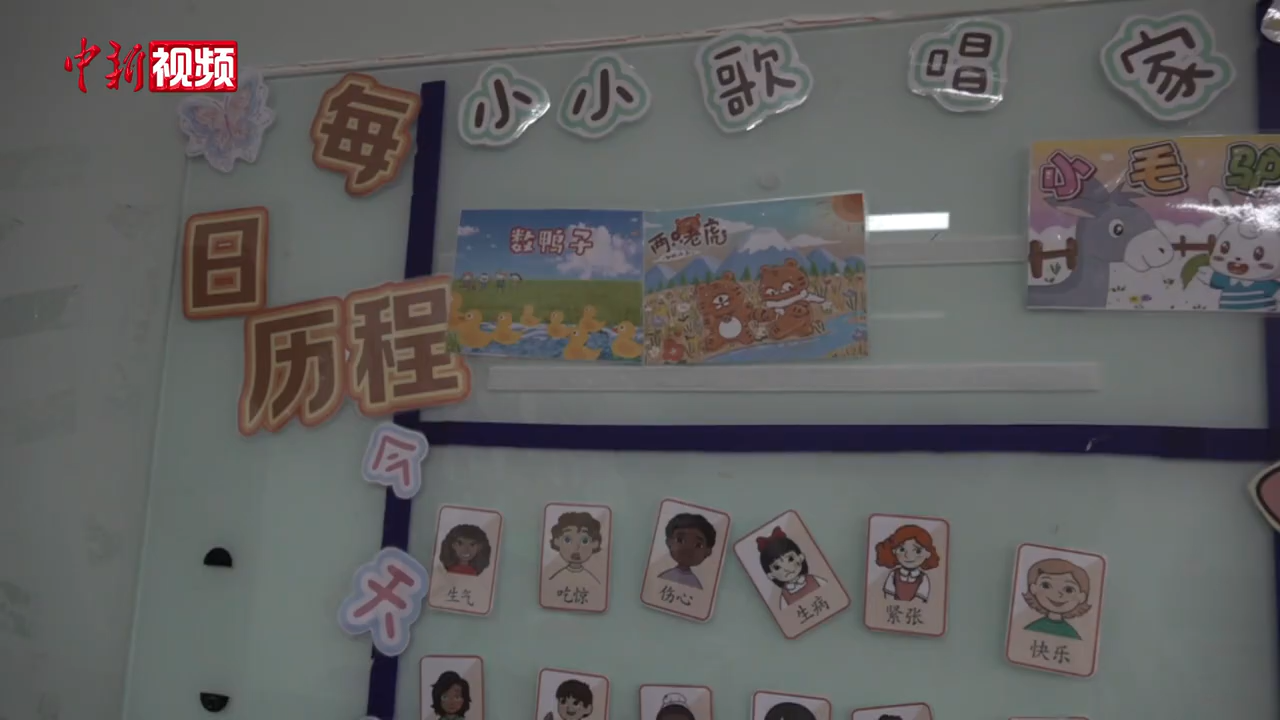 中新视频
每日历程
小小歌唱家
数鸭子
两只老虎
小毛驴
今天
生气
吃惊
伤心
生病
紧张
快乐